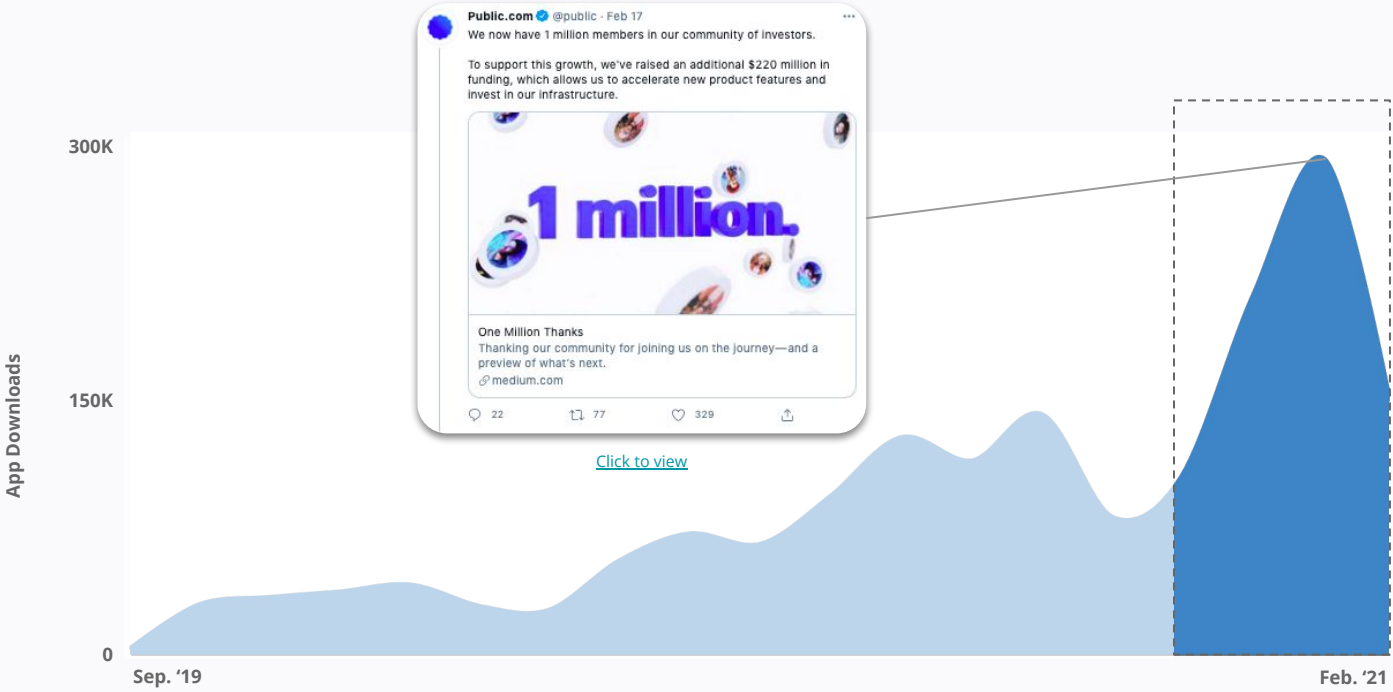 Public.com @public · Feb 17
We now have 1 million members in our community of investors.
To support this growth, we've raised an additional $220 million in
funding, which allows us to accelerate new product features and
invest in our infrastructure.
1 million.
One Million Thanks
Thanking our community for joining us on the journey—and a
preview of what's next.
medium.com
22 77 329
Click to view
300K
150K
0
App Downloads
Sep. ‘19
Feb. ‘21